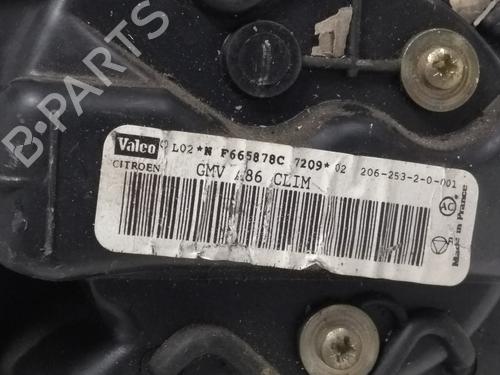 B-PARTS
Valeo L02*N F665878C 7209*02 206-253-2-0-001
CITROEN GMV A86 CLIM
Made in France